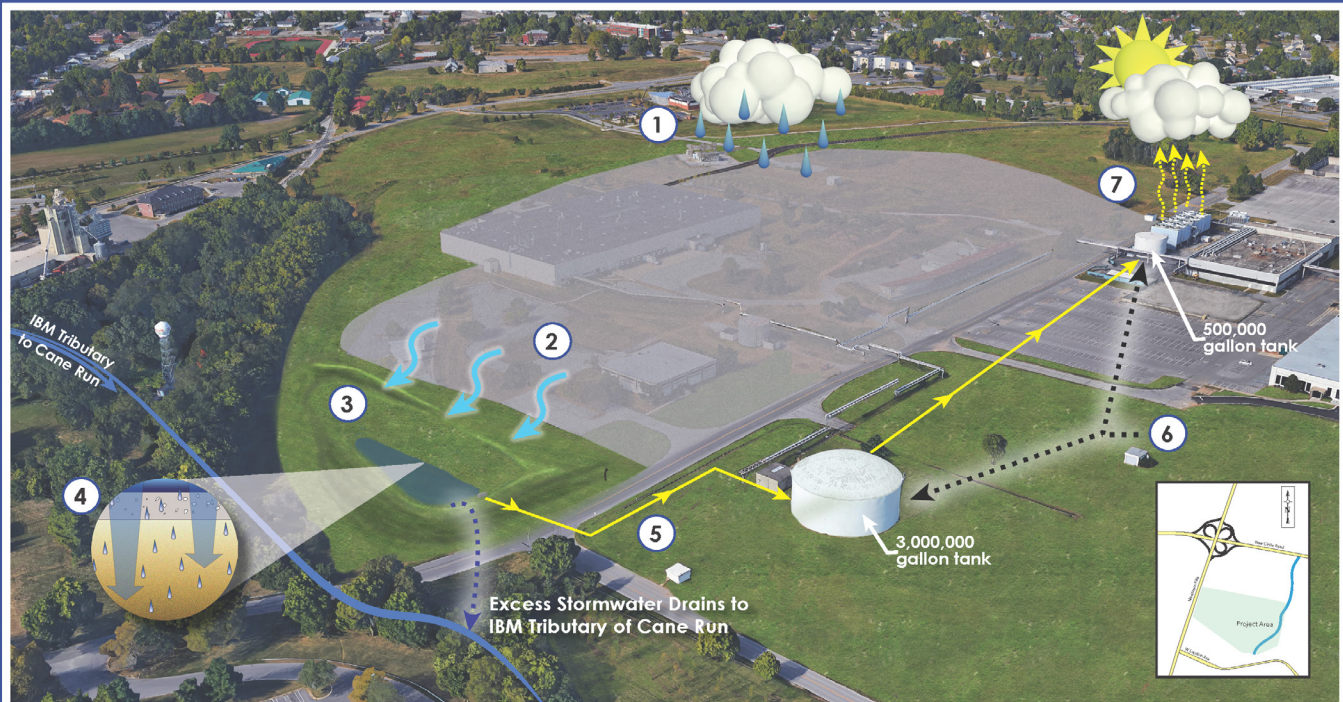 1
7
500,000
gallon tank
IBM Tributary
to Cane Run
2
3
6
4
5
3,000,000
gallon tank
Excess Stormwater Drains to
IBM Tributary of Cane Run
N
Project Area